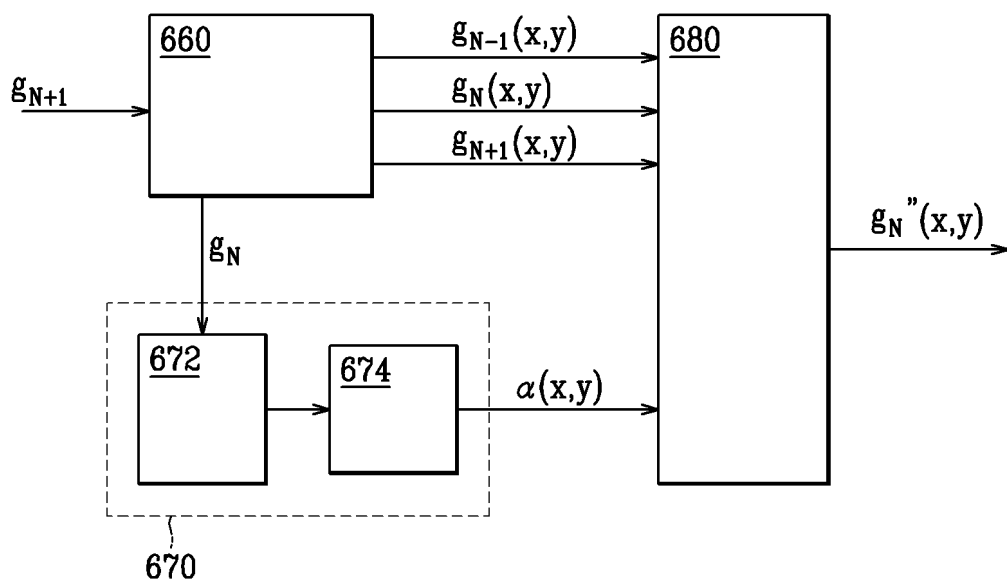 660
g_{N+1}
g_{N-1}(x,y)
g_N(x,y)
g_{N+1}(x,y)
680
g_N
g_N"(x,y)
672
674
α(x,y)
670